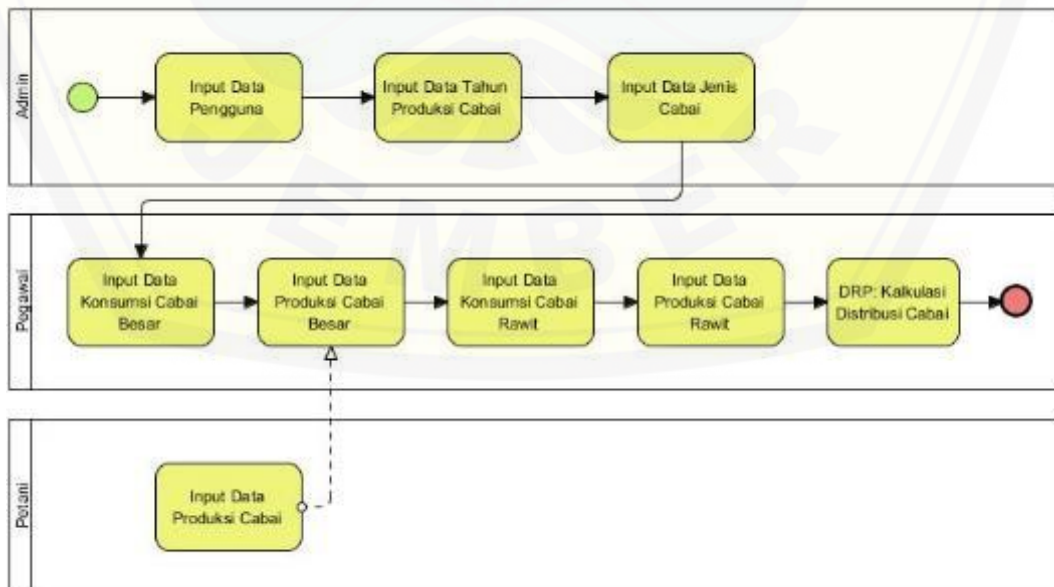 Admin
Input Data
Pengguna
Input Data Tahun
Produksi Cabai
Input Data Jenis
Cabai
Pegawai
Input Data
Konsumsi Cabai
Besar
Input Data
Produksi Cabai
Besar
Input Data
Konsumsi Cabai
Rawit
Input Data
Produksi Cabai
Rawit
DRP: Kalkulasi
Distribusi Cabai
Petani
Input Data
Produksi Cabai
JEMBER